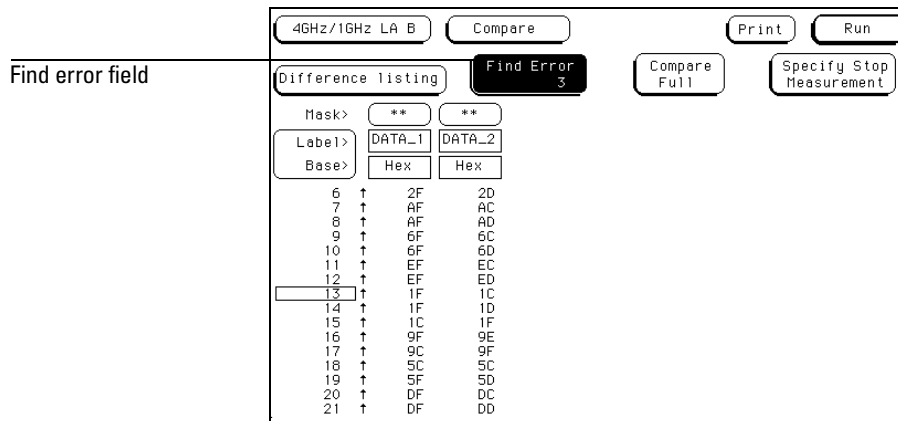 4GHz/1GHz LA B Compare Print Run
Find error field
Difference listing Find Error 3 Compare Full Specify Stop Measurement
Mask> ** **
Label> DATA_1 DATA_2
Base> Hex Hex
6 ↑ 2F 2D
7 ↑ AF AC
8 ↑ AF AD
9 ↑ 6F 6C
10 ↑ 6F 6D
11 ↑ EF EC
12 ↑ EF ED
13 ↑ 1F 1C
14 ↑ 1F 1D
15 ↑ 1C 1F
16 ↑ 9F 9E
17 ↑ 9C 9F
18 ↑ 5C 5C
19 ↑ 5F 5D
20 ↑ DF DC
21 ↑ DF DD